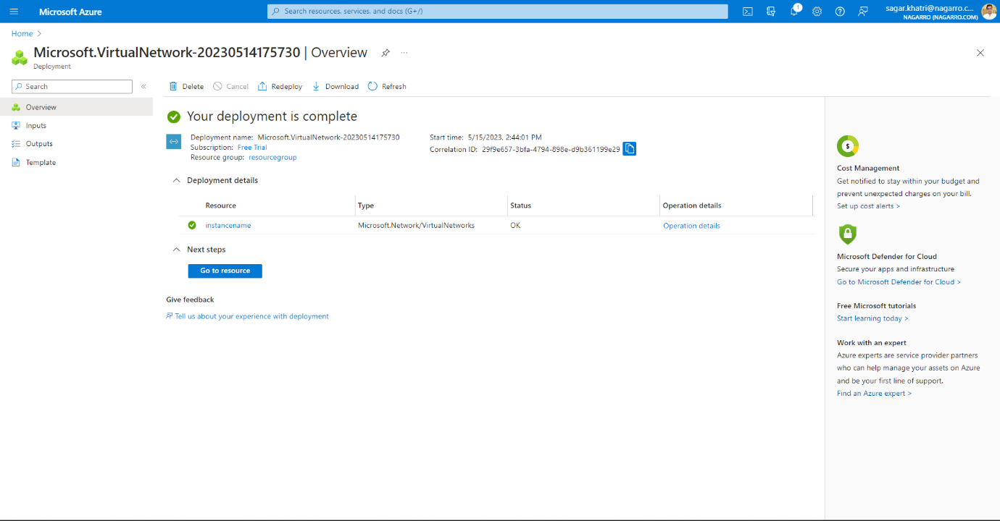 Microsoft Azure
Search resources, services, and docs (G+/)
1
sagar.khatri@nagarro.c...
NAGARRO (NAGARRO.COM)
Home
Microsoft.VirtualNetwork-20230514175730 | Overview
Deployment
Search
Delete
Cancel
Redeploy
Download
Refresh
Overview
Inputs
Outputs
Template
Your deployment is complete
Deployment name: Microsoft.VirtualNetwork-20230514175730
Subscription: Free Trial
Resource group: resourcegroup
Start time: 5/15/2023, 2:44:01 PM
Correlation ID: 29f9e657-3bfa-4794-898e-d9b361199e29
Deployment details
Resource Type Status Operation details
instancename Microsoft.Network/VirtualNetworks OK Operation details
Next steps
Go to resource
Give feedback
Tell us about your experience with deployment
$
Cost Management
Get notified to stay within your budget and
prevent unexpected charges on your bill.
Set up cost alerts >
Microsoft Defender for Cloud
Secure your apps and infrastructure
Go to Microsoft Defender for Cloud >
Free Microsoft tutorials
Start learning today >
Work with an expert
Azure experts are service provider partners
who can help manage your assets on Azure
and be your first line of support.
Find an Azure expert >